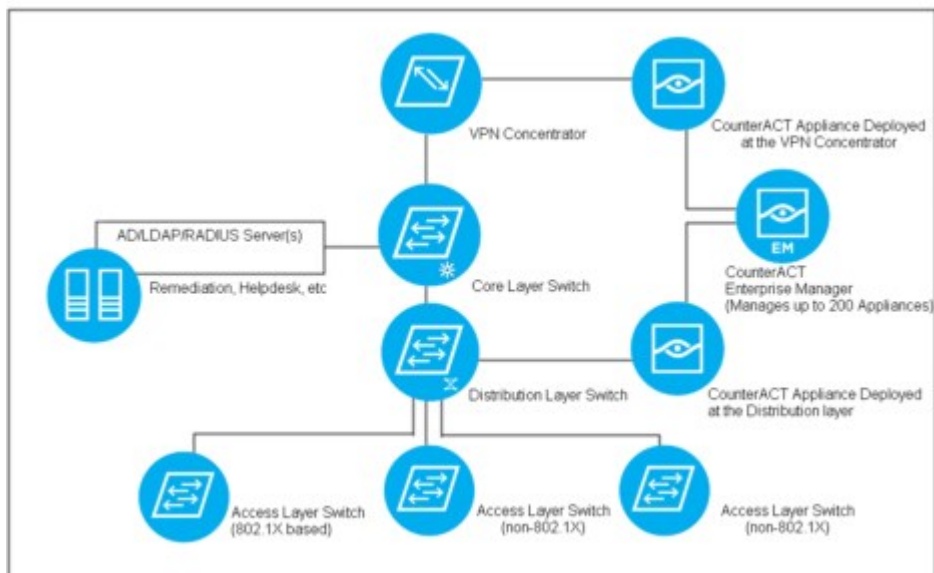 VPN Concentrator
CounterACT Appliance Deployed
at the VPN Concentrator
AD/LDAP/RADIUS Server(s)
Remediation, Helpdesk, etc
Core Layer Switch
EM
CounterACT
Enterprise Manager
(Manages up to 200 Appliances)
Distribution Layer Switch
CounterACT Appliance Deployed
at the Distribution layer
Access Layer Switch
(802.1X based)
Access Layer Switch
(non-802.1X)
Access Layer Switch
(non-802.1X)